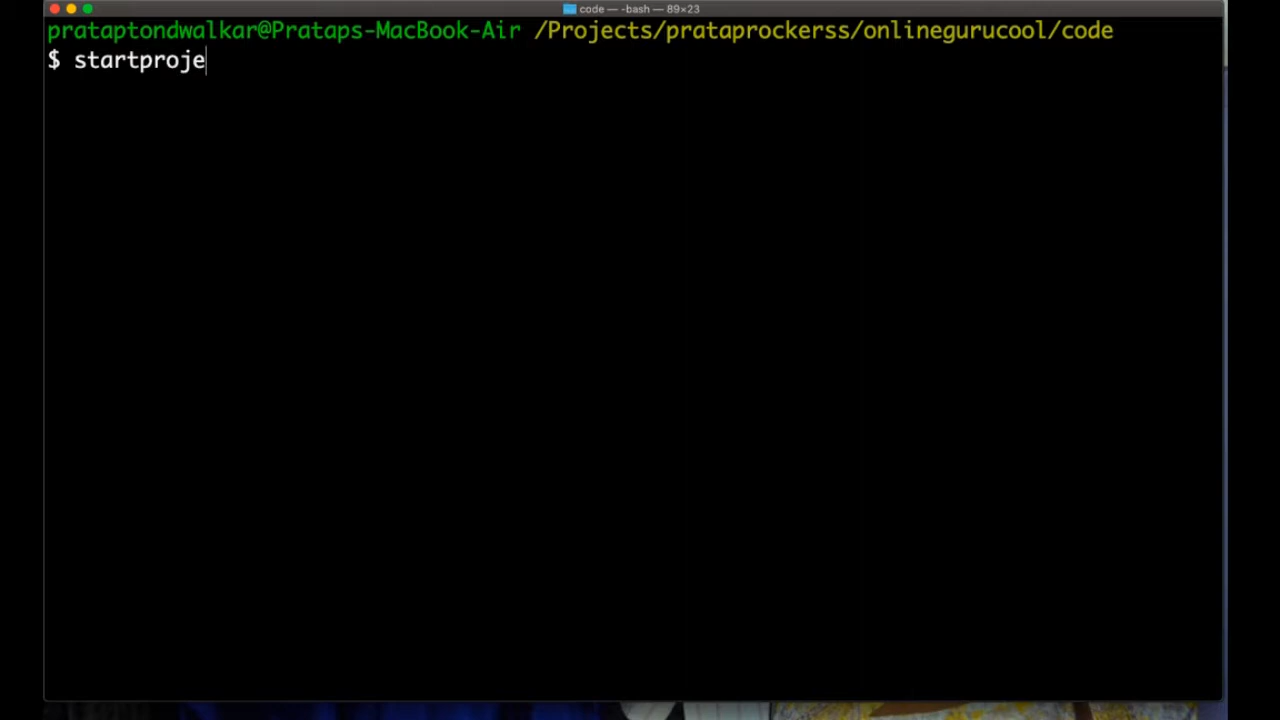 code — -bash — 89×23
prataptondwalkar@Prataps-MacBook-Air /Projects/prataprockerss/onlinegurucool/code
$ startproje